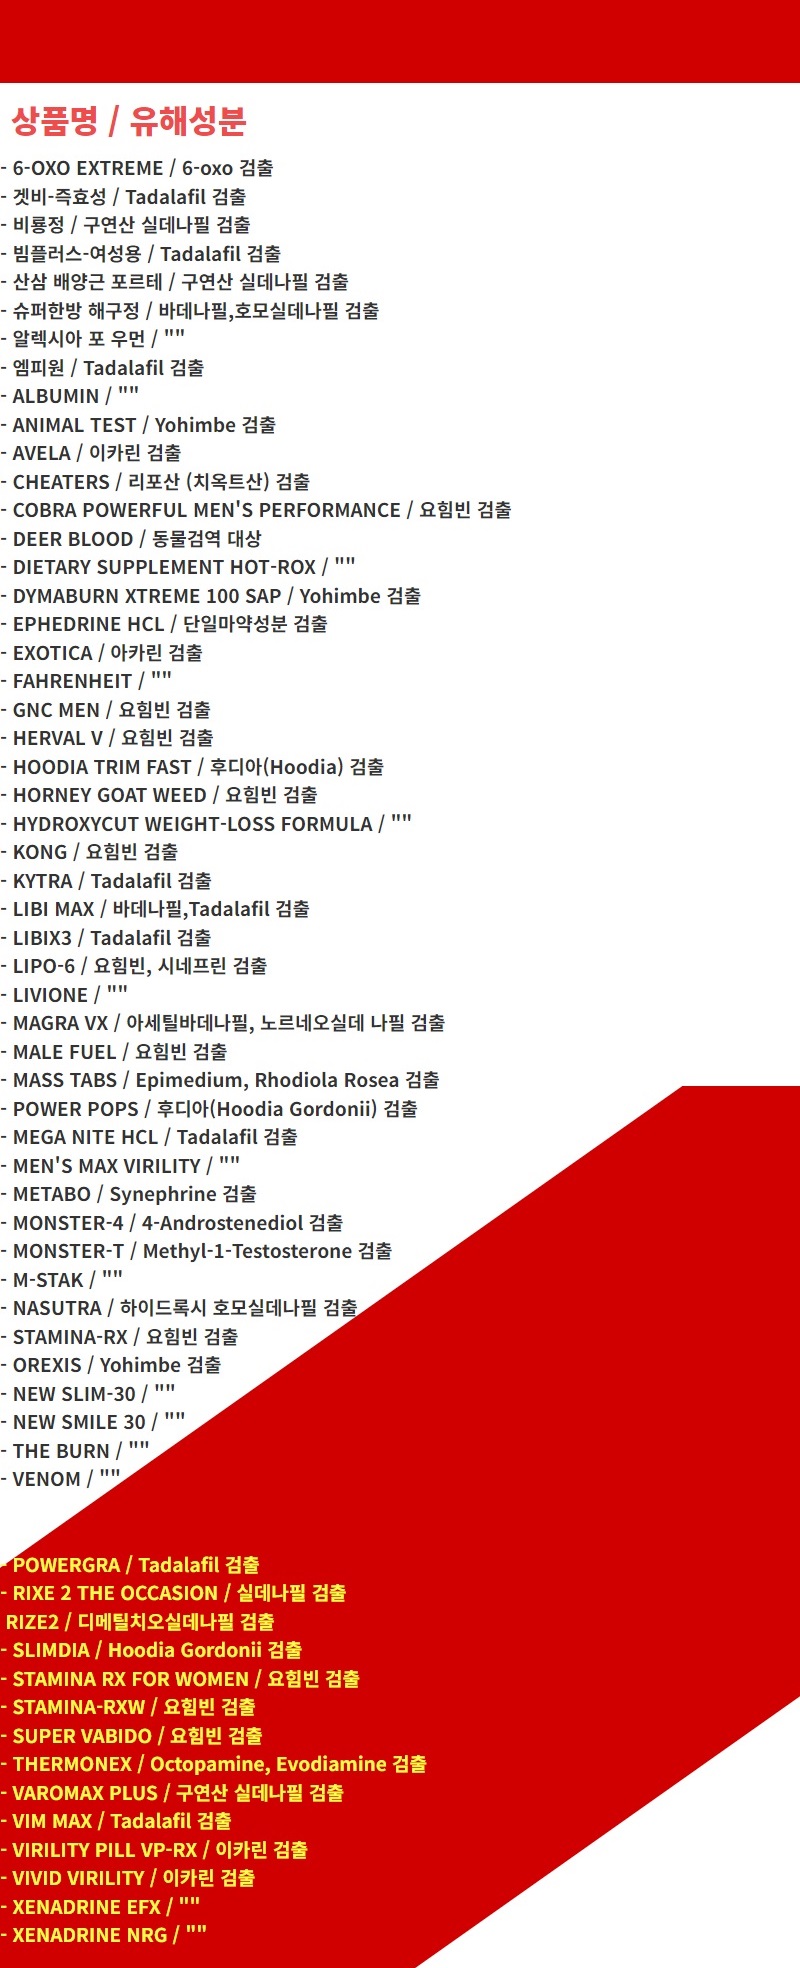 상품명 / 유해성분
- 6-OXO EXTREME / 6-oxo 검출
- 겟비-즉효성 / Tadalafil 검출
- 비룡정 / 구연산 실데나필 검출
- 빔플러스-여성용 / Tadalafil 검출
- 산삼 배양근 포르테 / 구연산 실데나필 검출
- 슈퍼한방 해구정 / 바데나필,호모실데나필 검출
- 알렉시아 포 우먼 / ""
- 엠피원 / Tadalafil 검출
- ALBUMIN / ""
- ANIMAL TEST / Yohimbe 검출
- AVELA / 이카린 검출
- CHEATERS / 리포산 (치옥트산) 검출
- COBRA POWERFUL MEN'S PERFORMANCE / 요힘빈 검출
- DEER BLOOD / 동물검역 대상
- DIETARY SUPPLEMENT HOT-ROX / ""
- DYMABURN XTREME 100 SAP / Yohimbe 검출
- EPHEDRINE HCL / 단일마약성분 검출
- EXOTICA / 아카린 검출
- FAHRENHEIT / ""
- GNC MEN / 요힘빈 검출
- HERVAL V / 요힘빈 검출
- HOODIA TRIM FAST / 후디아(Hoodia) 검출
- HORNEY GOAT WEED / 요힘빈 검출
- HYDROXYCUT WEIGHT-LOSS FORMULA / ""
- KONG / 요힘빈 검출
- KYTRA / Tadalafil 검출
- LIBI MAX / 바데나필,Tadalafil 검출
- LIBIX3 / Tadalafil 검출
- LIPO-6 / 요힘빈, 시네프린 검출
- LIVIONE / ""
- MAGRA VX / 아세틸바데나필, 노르네오실데 나필 검출
- MALE FUEL / 요힘빈 검출
- MASS TABS / Epimedium, Rhodiola Rosea 검출
- POWER POPS / 후디아(Hoodia Gordonii) 검출
- MEGA NITE HCL / Tadalafil 검출
- MEN'S MAX VIRILITY / ""
- METABO / Synephrine 검출
- MONSTER-4 / 4-Androstenediol 검출
- MONSTER-T / Methyl-1-Testosterone 검출
- M-STAK / ""
- NASUTRA / 하이드록시 호모실데나필 검출
- STAMINA-RX / 요힘빈 검출
- OREXIS / Yohimbe 검출
- NEW SLIM-30 / ""
- NEW SMILE 30 / ""
- THE BURN / ""
- VENOM / ""
- POWERGRA / Tadalafil 검출
- RIXE 2 THE OCCASION / 실데나필 검출
RIZE2 / 디메틸치오실데나필 검출
- SLIMDIA / Hoodia Gordonii 검출
- STAMINA RX FOR WOMEN / 요힘빈 검출
- STAMINA-RXW / 요힘빈 검출
- SUPER VABIDO / 요힘빈 검출
- THERMONEX / Octopamine, Evodiamine 검출
- VAROMAX PLUS / 구연산 실데나필 검출
- VIM MAX / Tadalafil 검출
- VIRILITY PILL VP-RX / 이카린 검출
- VIVID VIRILITY / 이카린 검출
- XENADRINE EFX / ""
- XENADRINE NRG / ""